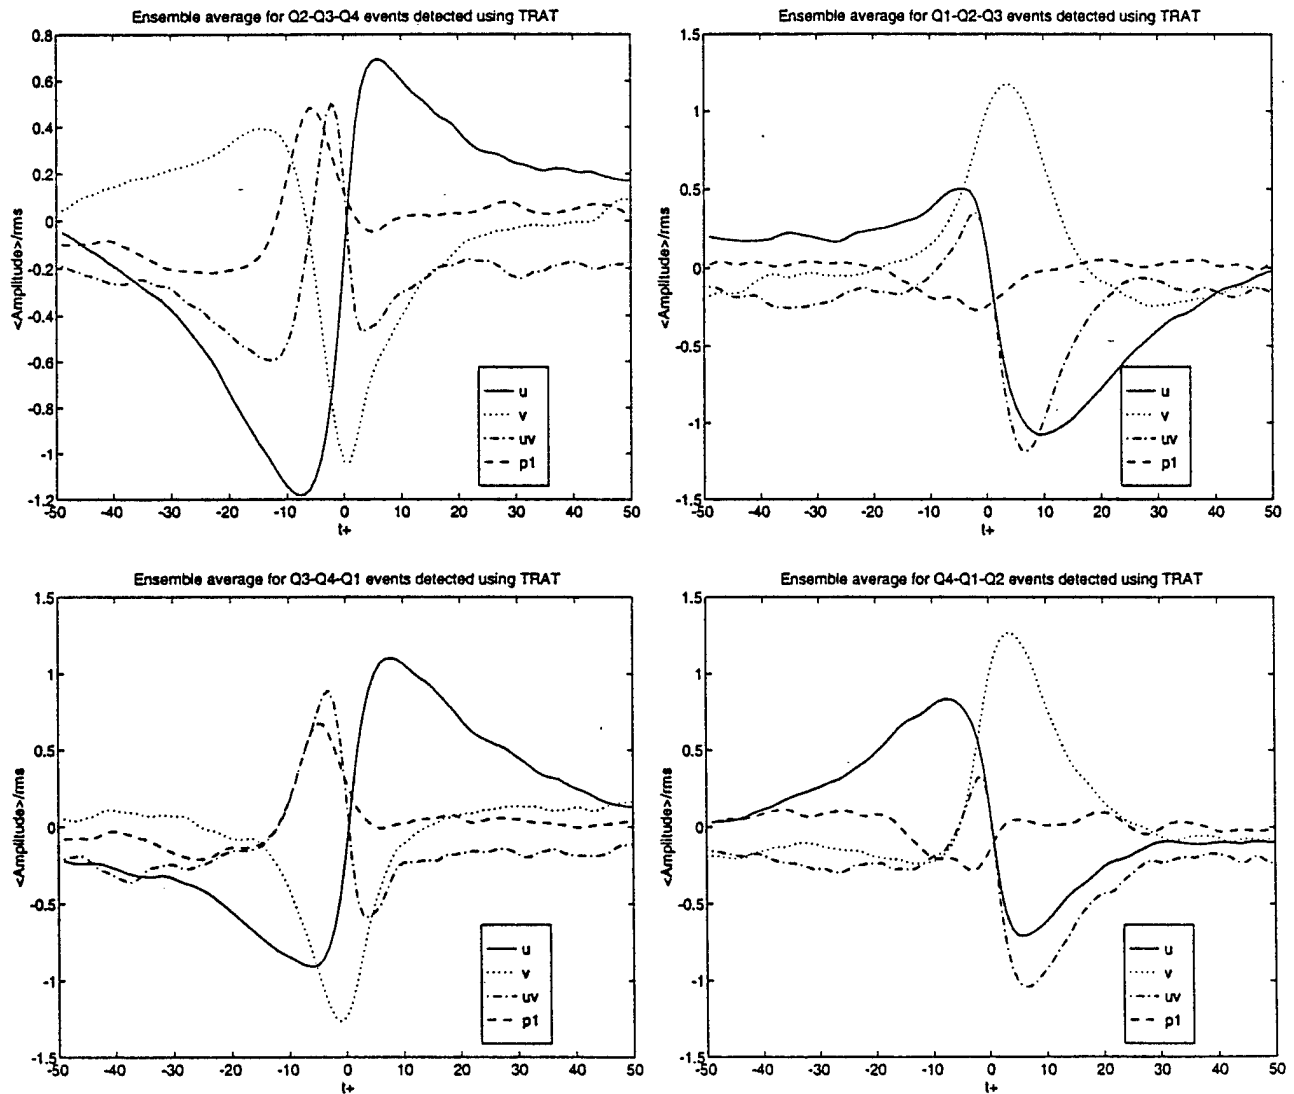 Ensemble average for Q2-Q3-Q4 events detected using TRAT
0.8
0.6
0.4
0.2
0
-0.2
-0.4
-0.6
-0.8
-1
-1.2
<Amplitude>/rms
u
v
uv
p1
-50 -40 -30 -20 -10 0 10 20 30 40 50
t+
Ensemble average for Q1-Q2-Q3 events detected using TRAT
1.5
1
0.5
0
-0.5
-1
-1.5
<Amplitude>/rms
u
v
uv
p1
-50 -40 -30 -20 -10 0 10 20 30 40 50
t+
Ensemble average for Q3-Q4-Q1 events detected using TRAT
1.5
1
0.5
0
-0.5
-1
-1.5
<Amplitude>/rms
u
v
uv
p1
-50 -40 -30 -20 -10 0 10 20 30 40 50
t+
Ensemble average for Q4-Q1-Q2 events detected using TRAT
1.5
1
0.5
0
-0.5
-1
-1.5
<Amplitude>/rms
u
v
uv
p1
-50 -40 -30 -20 -10 0 10 20 30 40 50
t+